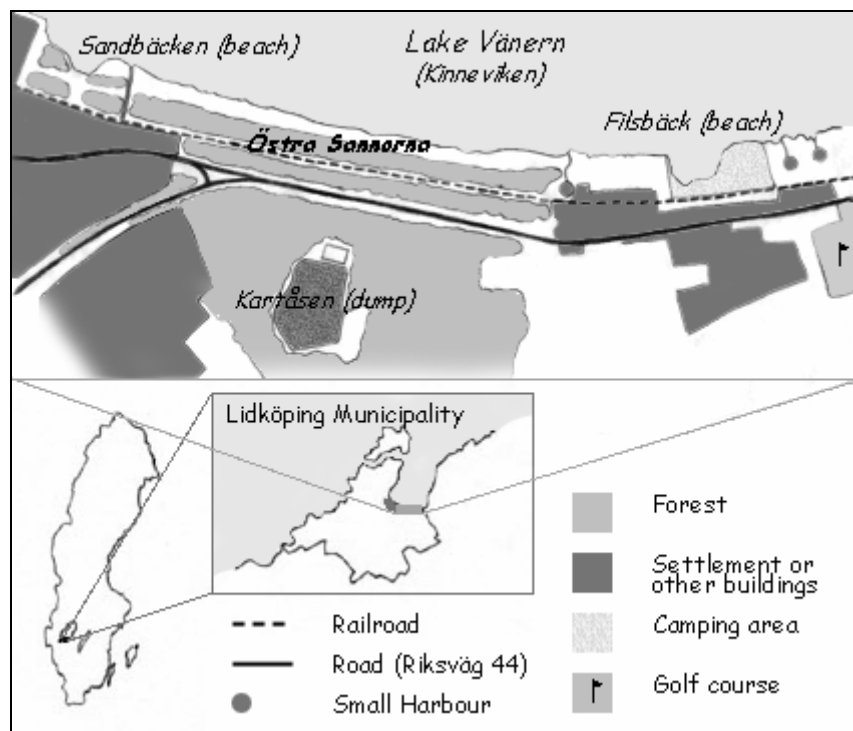 Sandbäcken (beach)
Lake Vänern
(Kinneviken)
Filsbäck (beach)
Östra Sannorna
Kartåsen (dump)
Lidköping Municipality
Forest
Settlement or
other buildings
Camping area
Golf course
Railroad
Road (Riksväg 44)
Small Harbour